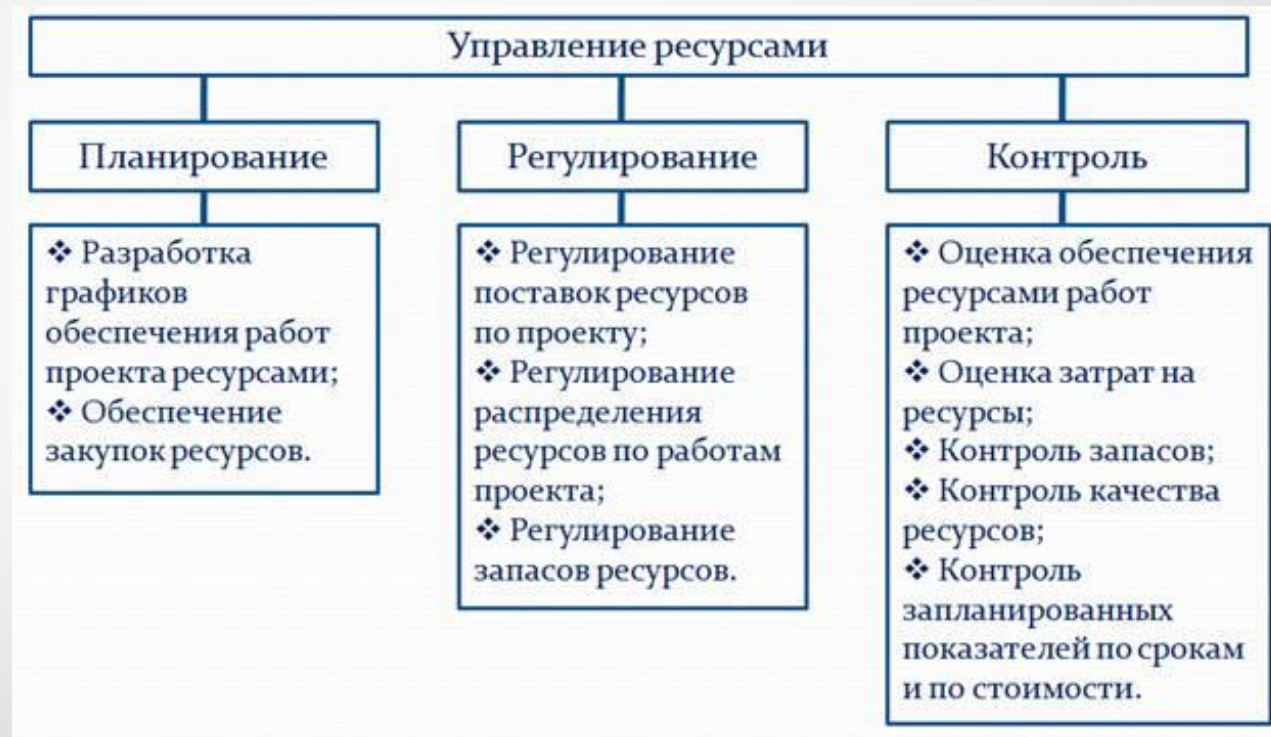 Управление ресурсами
Планирование
❖ Разработка
графиков
обеспечения работ
проекта ресурсами;
❖ Обеспечение
закупок ресурсов.
Регулирование
❖ Регулирование
поставок ресурсов
по проекту;
❖ Регулирование
распределения
ресурсов по работам
проекта;
❖ Регулирование
запасов ресурсов.
Контроль
❖ Оценка обеспечения
ресурсами работ
проекта;
❖ Оценка затрат на
ресурсы;
❖ Контроль запасов;
❖ Контроль качества
ресурсов;
❖ Контроль
запланированных
показателей по срокам
и по стоимости.